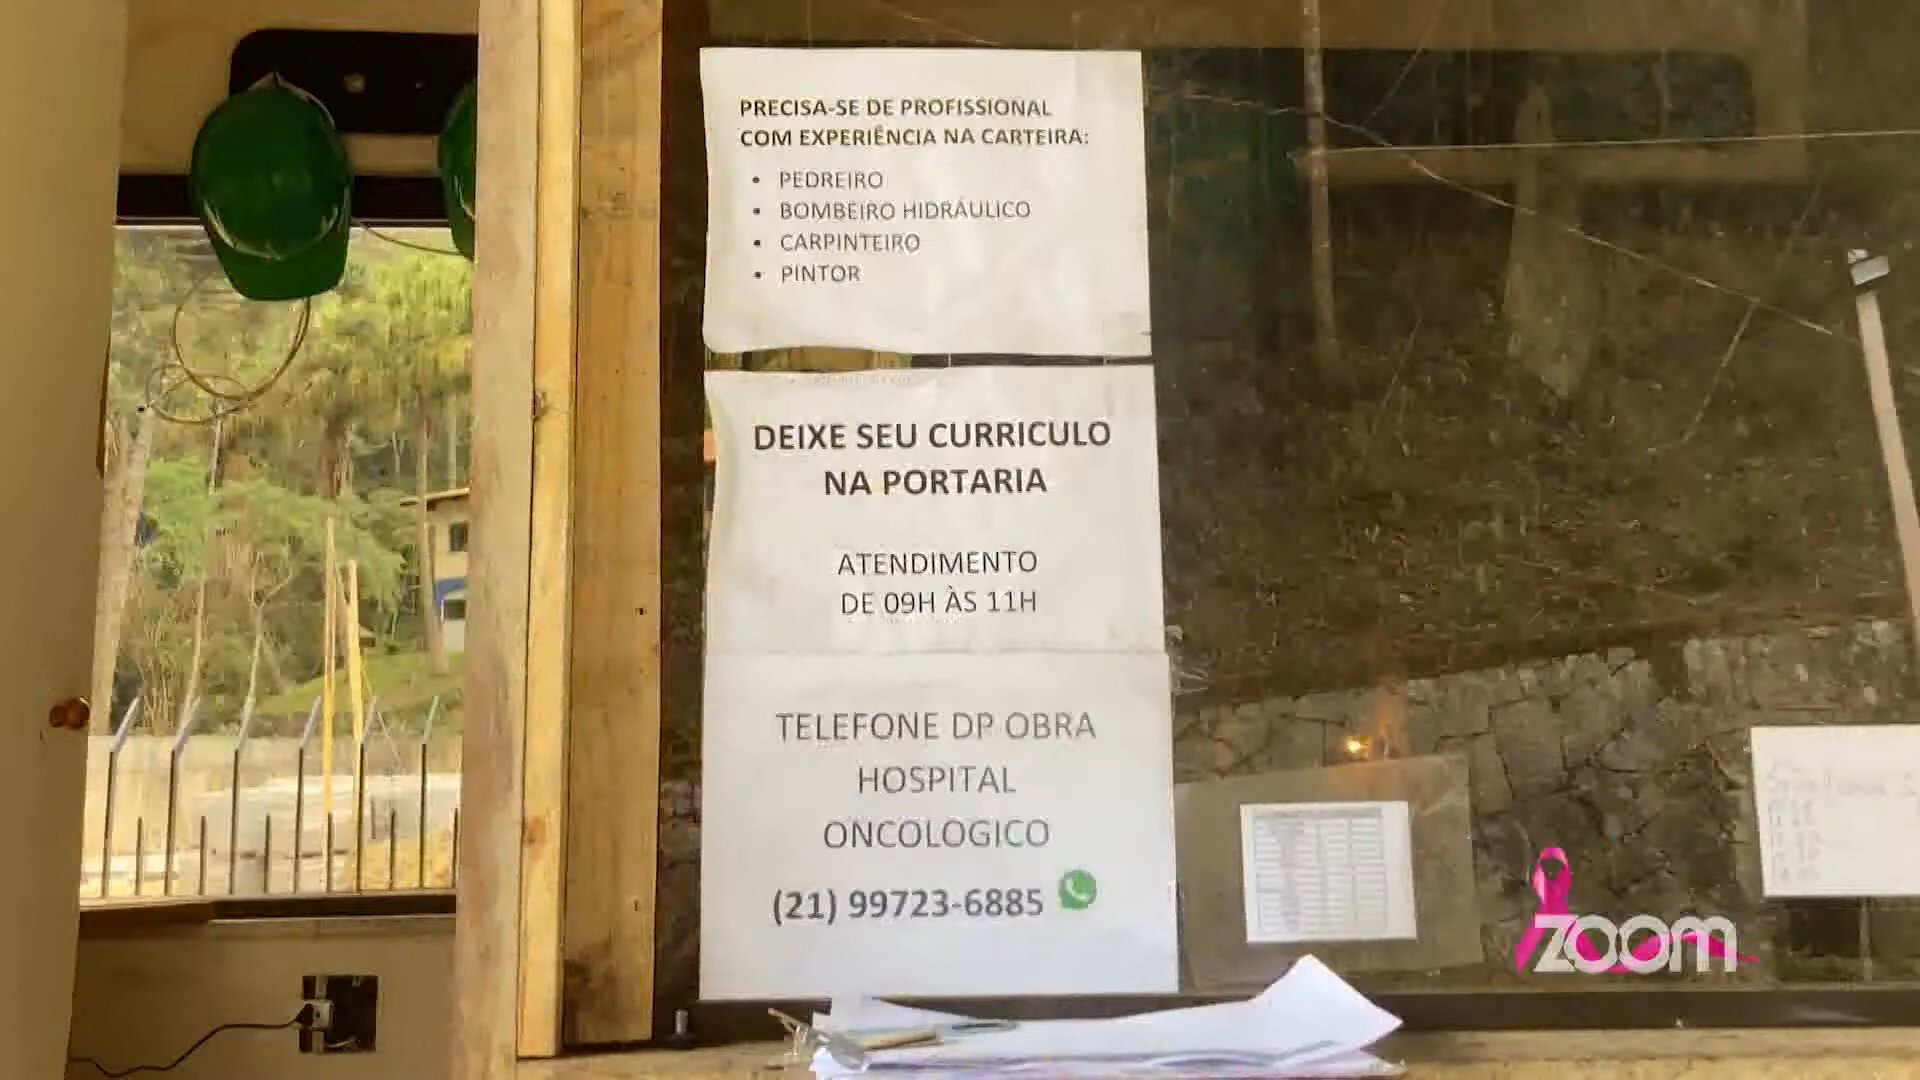 PRECISA-SE DE PROFISSIONAL
COM EXPERIÊNCIA NA CARTEIRA:
• PEDREIRO
• BOMBEIRO HIDRÁULICO
• CARPINTEIRO
• PINTOR
DEIXE SEU CURRICULO
NA PORTARIA
ATENDIMENTO
DE 09H ÀS 11H
TELEFONE DP OBRA
HOSPITAL
ONCOLOGICO
(21) 99723-6885
zoom